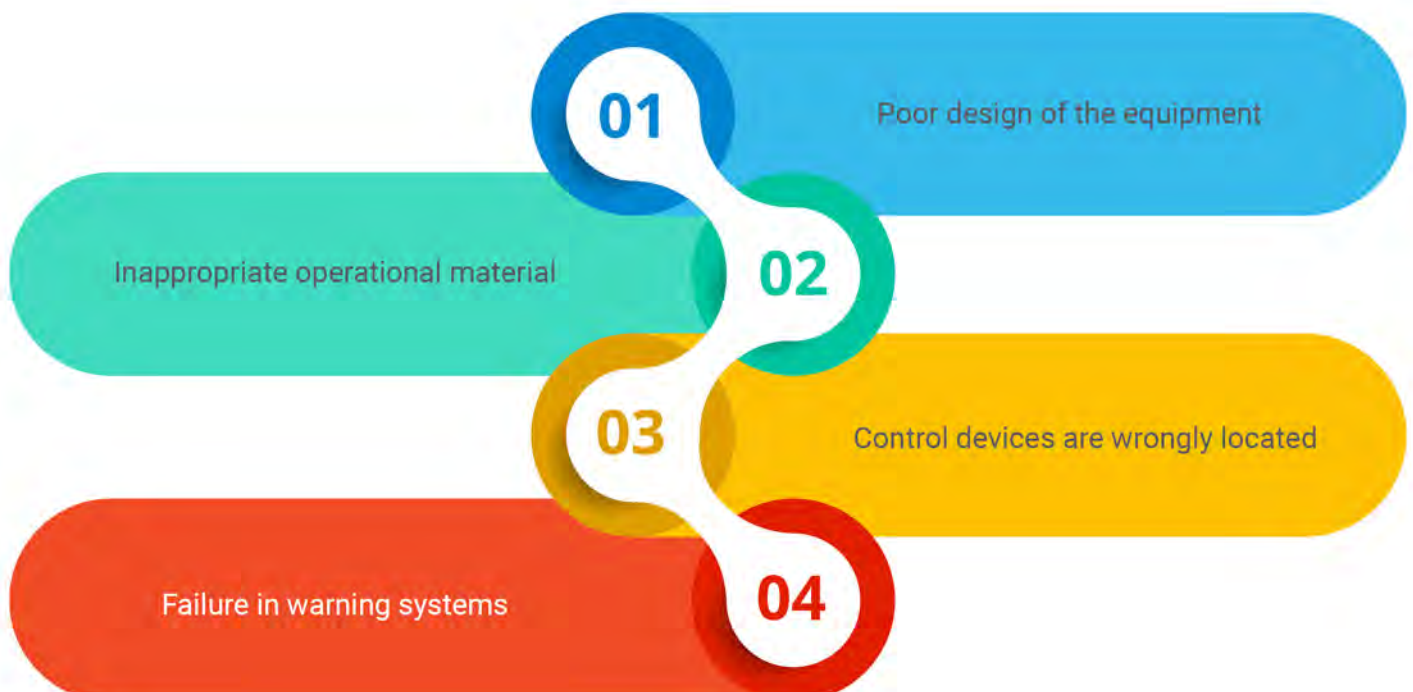 01
Poor design of the equipment
Inappropriate operational material
02
03
Control devices are wrongly located
Failure in warning systems
04